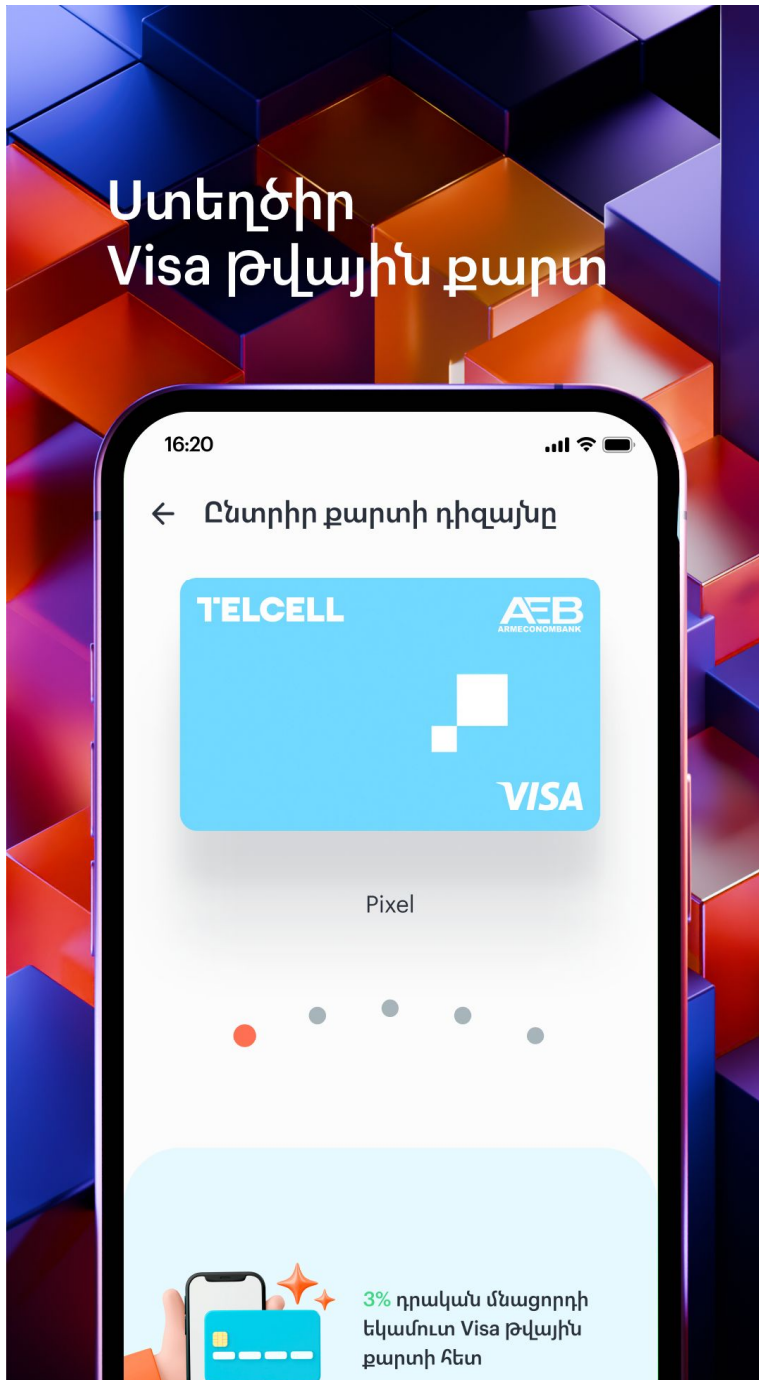 Ստեղծիր
Visa թվային քարտ
16:20
Ընտրիր քարտի դիզայնը
TELCELL
AEB
ARMECONOMBANK
VISA
Pixel
3% դրական մնացորդի
եկամուտ Visa թվային
քարտի հետ